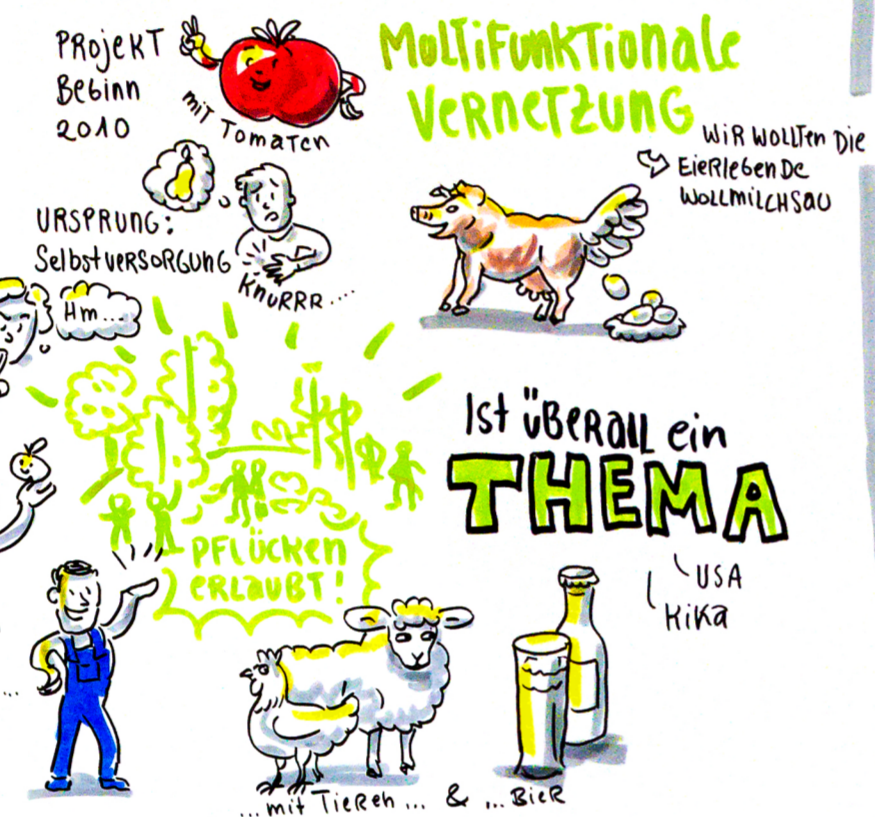 PROJEKT
BEGINN
2010
mit Tomaten
MULTIFUNKTIONALE
VERNETZUNG
WIR WOLLTEN DIE
EIERLEGENDE
WOLLMILCHSAU
URSPRUNG:
Selbstversorgung
KNURRR....
Hm...
PFLÜCKEN
ERLAUBT!
Ist überall ein
THEMA
USA
KiKa
...
...mit Tieren... & ...Bier